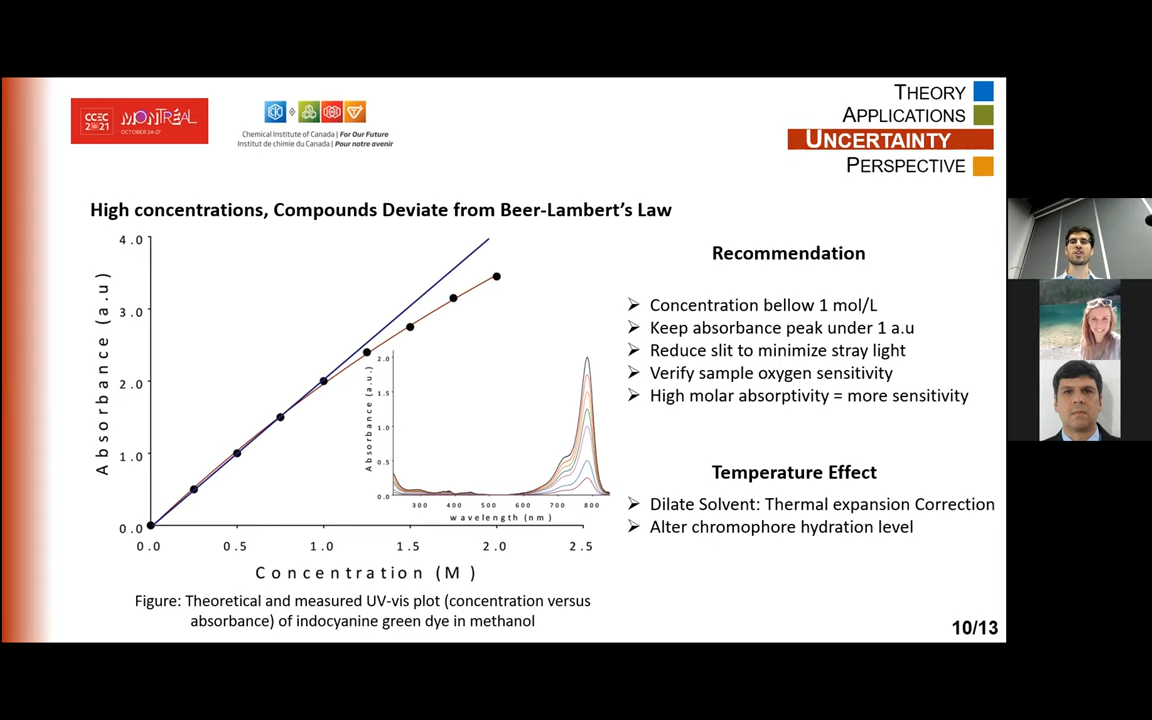 CCEC 2021 MONTRÉAL
OCTOBER 24-27
Chemical Institute of Canada | For Our Future
Institut de chimie du Canada | Pour notre avenir
THEORY
APPLICATIONS
UNCERTAINTY
PERSPECTIVE
High concentrations, Compounds Deviate from Beer-Lambert's Law
4.0
3.0
2.0
1.0
0.0
Absorbance (a.u)
0.0 0.5 1.0 1.5 2.0 2.5
Concentration (M)
2.0
1.5
1.0
0.5
0.0
Absorbance (a.u.)
300 400 500 600 700 800
wavelength (nm)
Figure: Theoretical and measured UV-vis plot (concentration versus
absorbance) of indocyanine green dye in methanol
Recommendation
Concentration bellow 1 mol/L
Keep absorbance peak under 1 a.u
Reduce slit to minimize stray light
Verify sample oxygen sensitivity
High molar absorptivity = more sensitivity
Temperature Effect
Dilate Solvent: Thermal expansion Correction
Alter chromophore hydration level
10/13